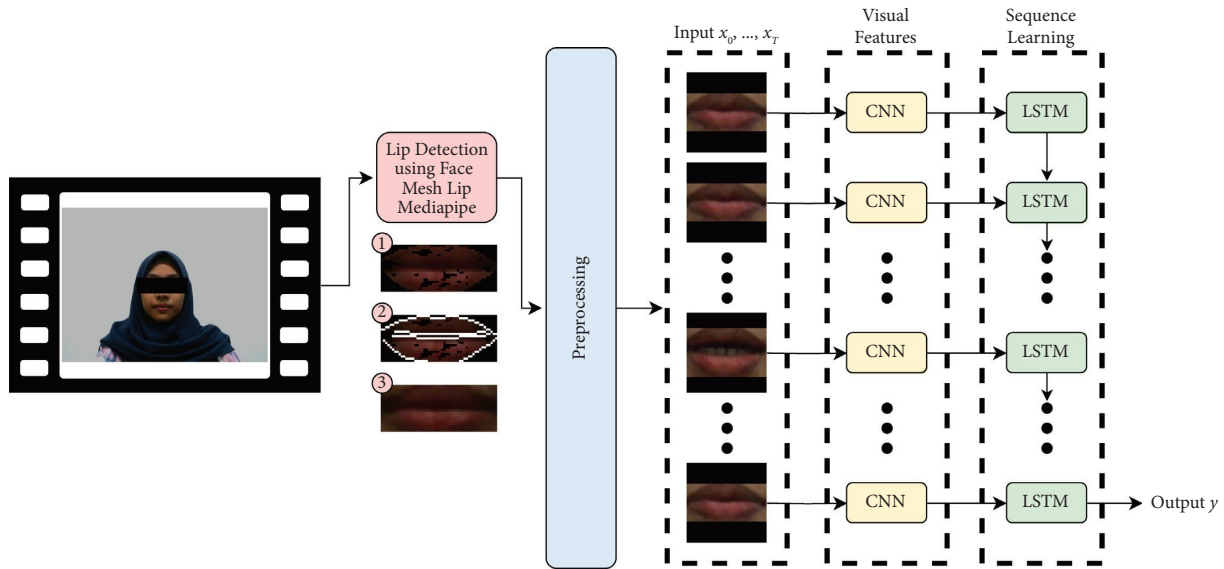 Lip Detection
using Face
Mesh Lip
Mediapipe
1
2
3
Preprocessing
Input x₀, ..., x_T
Visual
Features
Sequence
Learning
CNN
LSTM
CNN
LSTM
CNN
LSTM
CNN
LSTM
Output y